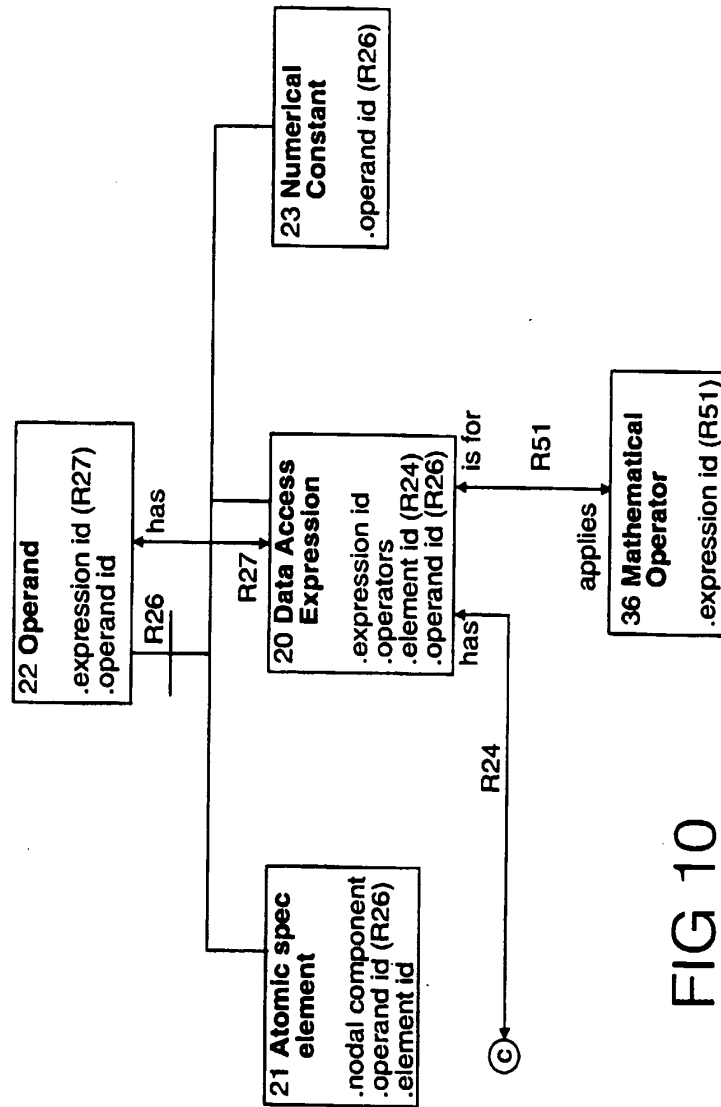 22 Operand
.expression id (R27)
.operand id
R26
has
R27
21 Atomic spec
element
.nodal component
.operand id (R26)
.element id
20 Data Access
Expression
.expression id
.operators
.element id (R24)
.operand id (R26)
23 Numerical
Constant
.operand id (R26)
has
is for
R24
R51
c
applies
36 Mathematical
Operator
.expression id (R51)
FIG 10